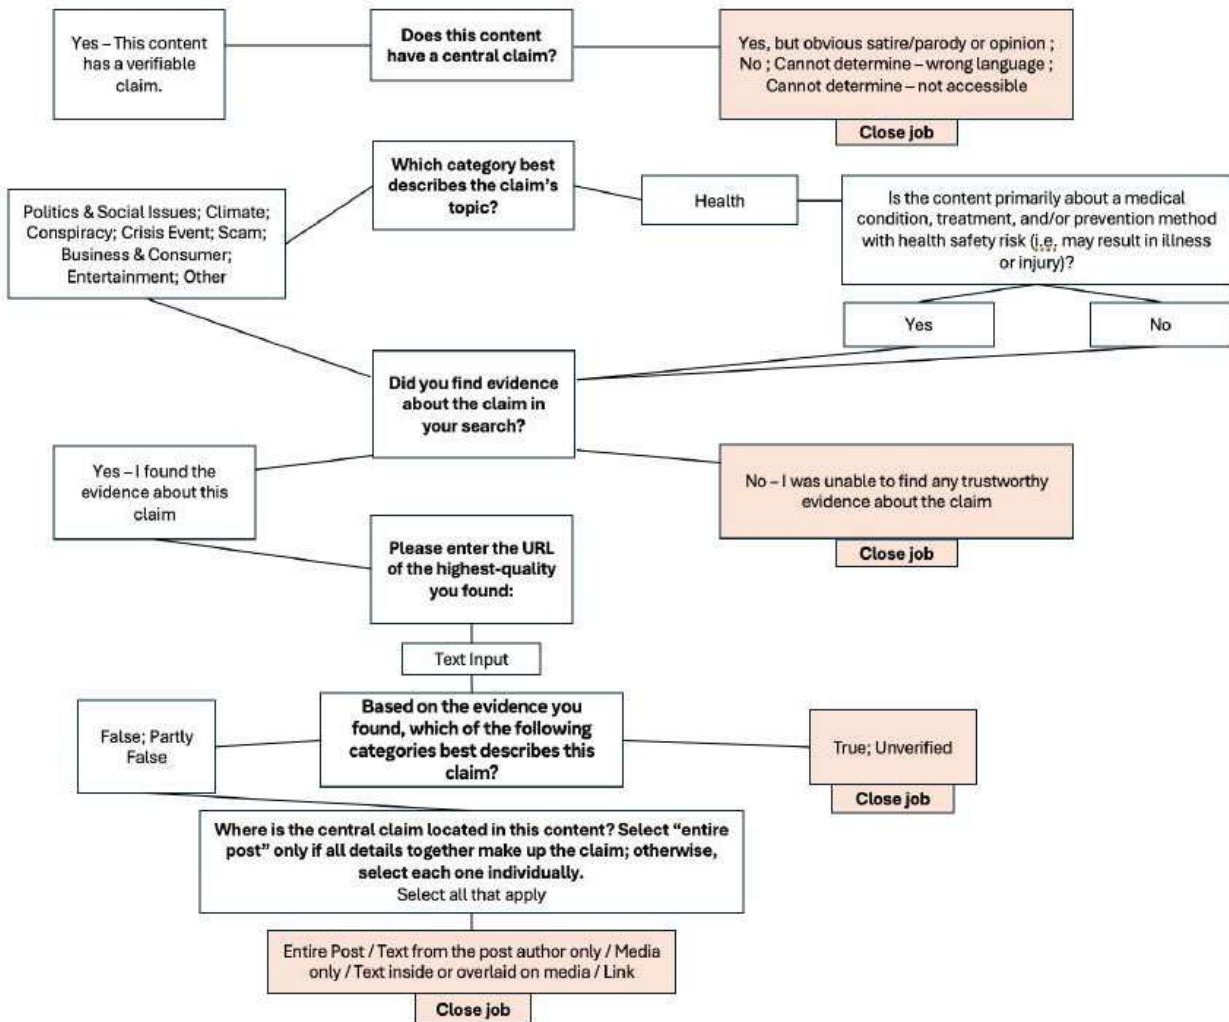 Yes – This content
has a verifiable
claim.
Does this content
have a central claim?
Yes, but obvious satire/parody or opinion ;
No ; Cannot determine – wrong language ;
Cannot determine – not accessible
Close job
Which category best
describes the claim's
topic?
Politics & Social Issues; Climate;
Conspiracy; Crisis Event; Scam;
Business & Consumer;
Entertainment; Other
Health
Is the content primarily about a medical
condition, treatment, and/or prevention method
with health safety risk (i.e. may result in illness
or injury)?
Yes
No
Did you find evidence
about the claim in
your search?
Yes – I found the
evidence about this
claim
No – I was unable to find any trustworthy
evidence about the claim
Close job
Please enter the URL
of the highest-quality
you found:
Text Input
Based on the evidence you
found, which of the following
categories best describes this
claim?
False; Partly
False
True; Unverified
Close job
Where is the central claim located in this content? Select “entire
post” only if all details together make up the claim; otherwise,
select each one individually.
Select all that apply
Entire Post / Text from the post author only / Media
only / Text inside or overlaid on media / Link
Close job